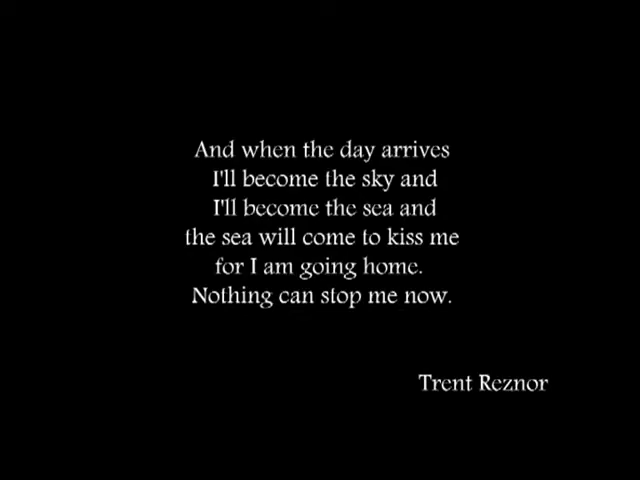 And when the day arrives
I'll become the sky and
I'll become the sea and
the sea will come to kiss me
for I am going home.
Nothing can stop me now.
Trent Reznor